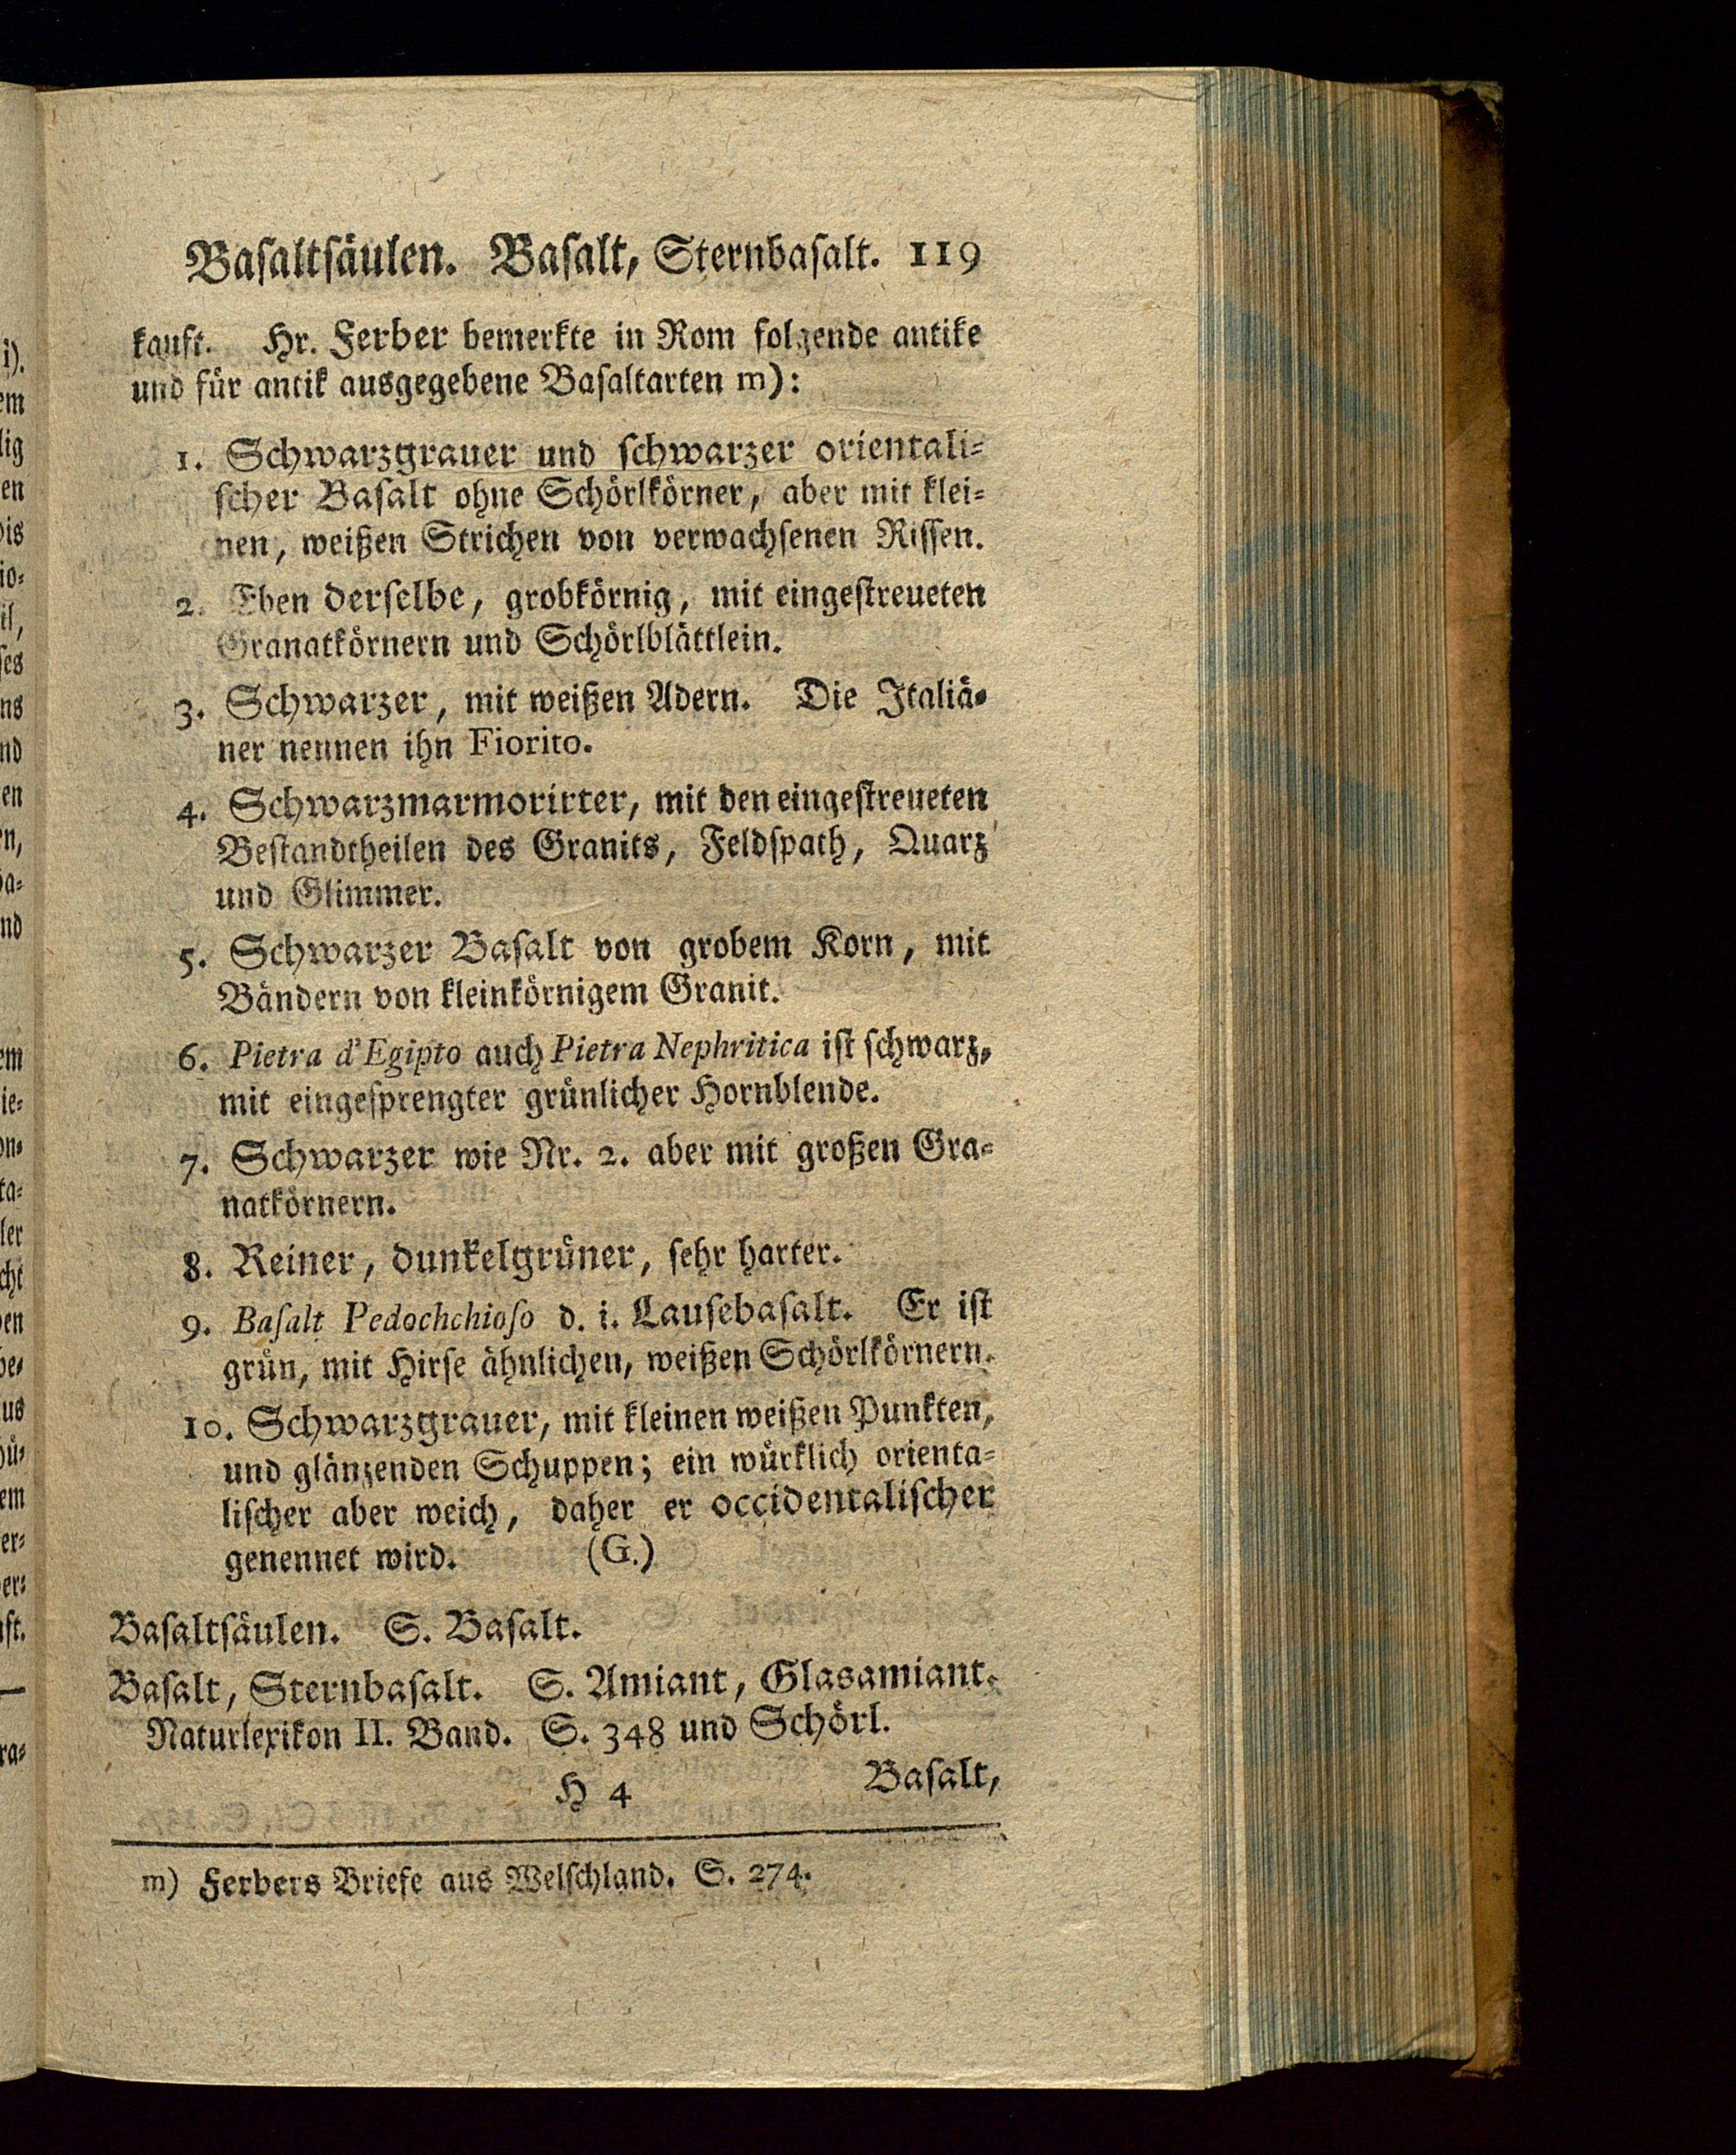 Baſaltſäulen. Baſalt, Sternbaſalt. 119
kauft. Hr. Ferber bemerkte in Rom folgende antike
und für antik ausgegebene Baſaltarten m):
1. Schwarzgrauer und ſchwarzer orientali⸗
ſcher Baſalt ohne Schörlkörner, aber mit klei⸗
nen, weißen Strichen von verwachſenen Riſſen.
2. Eben derſelbe, grobkörnig, mit eingeſtreueten
Granatkörnern und Schörlblättlein.
3. Schwarzer, mit weißen Adern. Die Italiä⸗
ner nennen ihn Fiorito.
4. Schwarzmarmorirter, mit den eingeſtreueten
Beſtandtheilen des Granits, Feldſpath, Quarz
und Glimmer.
5. Schwarzer Baſalt von grobem Korn, mit
Bändern von kleinkörnigem Granit.
6. Pietra d'Egipto auch Pietra Nephritica iſt ſchwarz,
mit eingeſprengter grünlicher Hornblende.
7. Schwarzer wie Nr. 2. aber mit großen Gra⸗
natkörnern.
8. Reiner, dunkelgrüner, ſehr harter.
9. Baſalt Pedochchioſo d. i. Lauſebaſalt. Er iſt
grün, mit Hirſe ähnlichen, weißen Schörlkörnern.
10. Schwarzgrauer, mit kleinen weißen Punkten,
und glänzenden Schuppen; ein würklich orienta⸗
liſcher aber weich, daher er occidentaliſcher
genennet wird. (G.)
Baſaltſäulen. S. Baſalt.
Baſalt, Sternbaſalt. S. Amiant, Glasamiant.
Naturlexikon II. Band. S. 348 und Schörl.
H 4 Baſalt,
m) Ferbers Briefe aus Welſchland. S. 274.